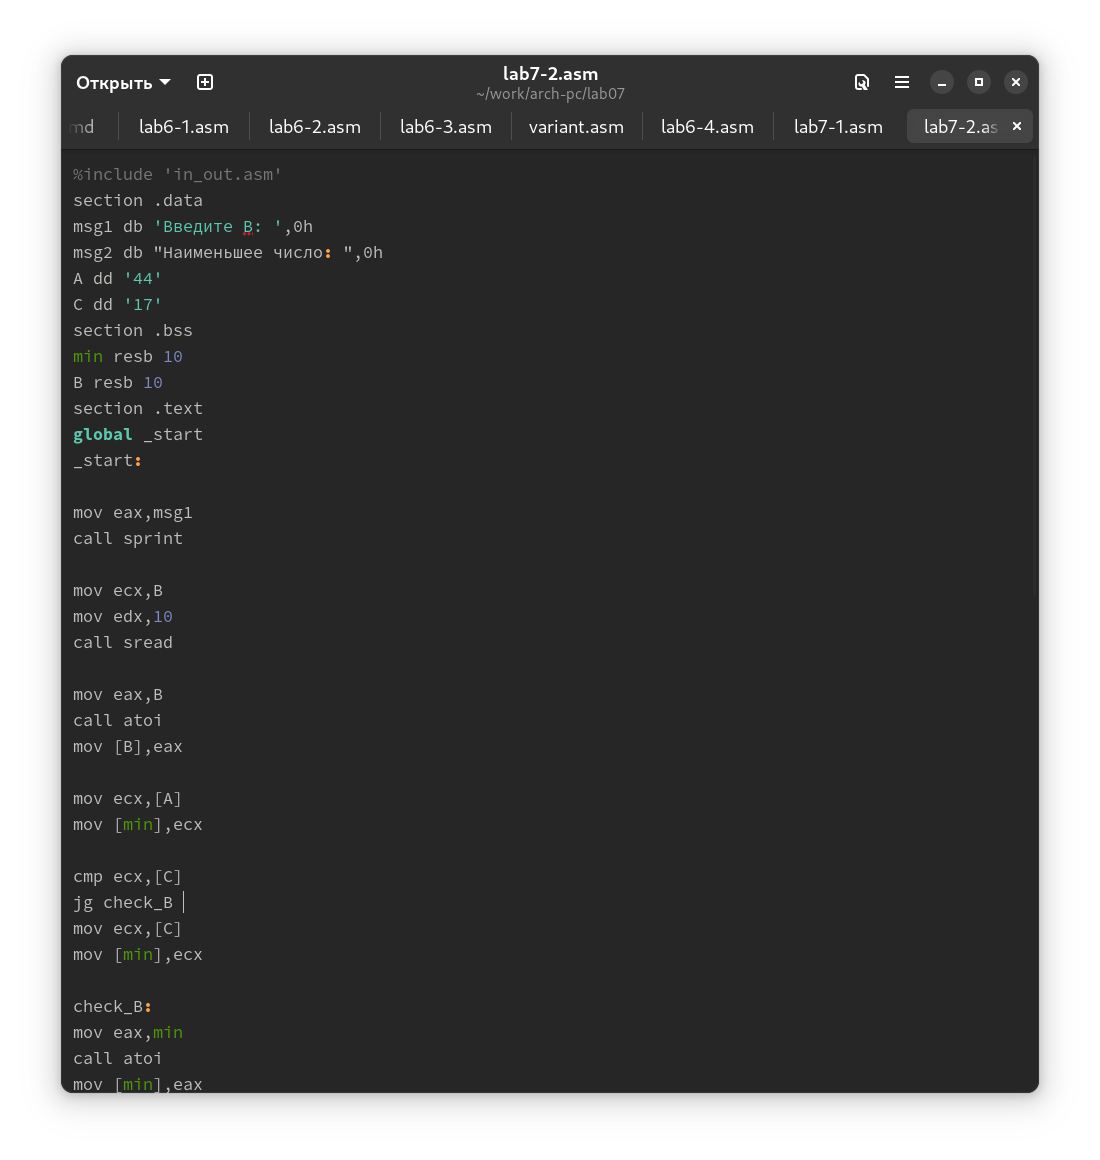 Открыть
lab7-2.asm
~/work/arch-pc/lab07
md lab6-1.asm lab6-2.asm lab6-3.asm variant.asm lab6-4.asm lab7-1.asm lab7-2.as
%include 'in_out.asm'
section .data
msg1 db 'Введите B: ',0h
msg2 db "Наименьшее число: ",0h
A dd '44'
C dd '17'
section .bss
min resb 10
B resb 10
section .text
global _start
_start:
mov eax,msg1
call sprint
mov ecx,B
mov edx,10
call sread
mov eax,B
call atoi
mov [B],eax
mov ecx,[A]
mov [min],ecx
cmp ecx,[C]
jg check_B
mov ecx,[C]
mov [min],ecx
check_B:
mov eax,min
call atoi
mov [min],eax